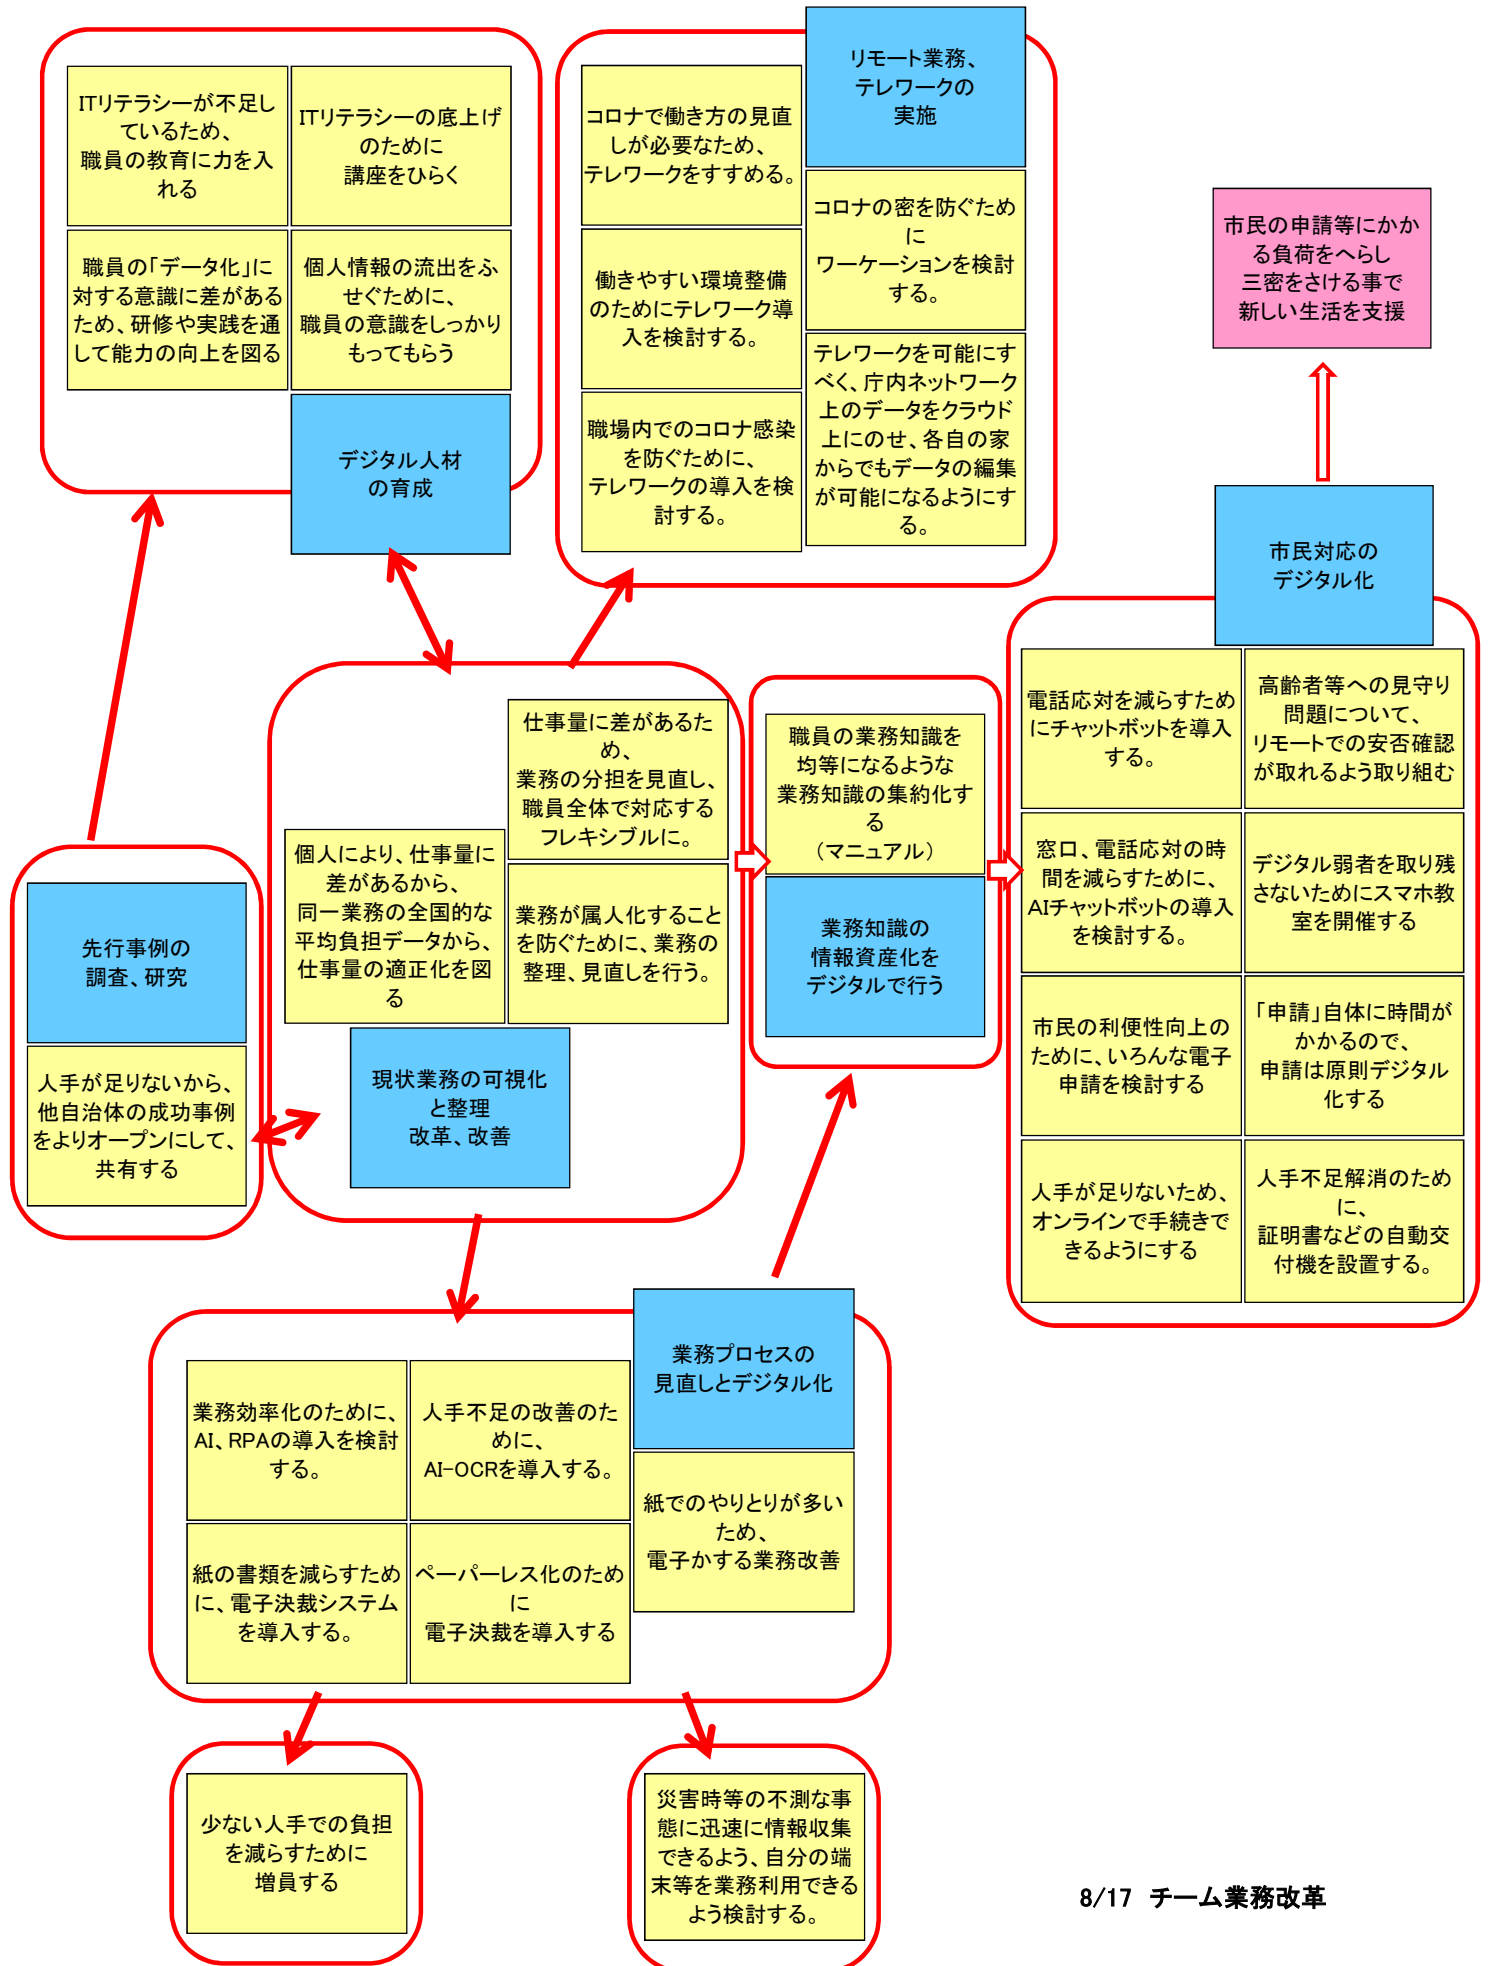 ITリテラシーが不足し
ているため、
職員の教育に力を入
れる
ITリテラシーの底上げ
のために
講座をひらく
職員の「データ化」に
対する意識に差がある
ため、研修や実践を通
して能力の向上を図る
個人情報の流出をふ
せぐために、
職員の意識をしっかり
もってもらう
デジタル人材
の育成
リモート業務、
テレワークの
実施
コロナで働き方の見直
しが必要なため、
テレワークをすすめる。
コロナの密を防ぐため
に
ワーケーションを検討
する。
働きやすい環境整備
のためにテレワーク導
入を検討する。
テレワークを可能にす
べく、庁内ネットワーク
上のデータをクラウド
上にのせ、各自の家
からでもデータの編集
が可能になるようにす
る。
職場内でのコロナ感染
を防ぐために、
テレワークの導入を検
討する。
市民の申請等にかか
る負荷をへらし
三密をさける事で
新しい生活を支援
市民対応の
デジタル化
電話応対を減らすため
にチャットボットを導入
する。
高齢者等への見守り
問題について、
リモートでの安否確認
が取れるよう取り組む
窓口、電話応対の時
間を減らすために、
AIチャットボットの導入
を検討する。
デジタル弱者を取り残
さないためにスマホ教
室を開催する
市民の利便性向上の
ために、いろんな電子
申請を検討する
「申請」自体に時間が
かかるので、
申請は原則デジタル
化する
人手が足りないため、
オンラインで手続きで
きるようにする
人手不足解消のため
に、
証明書などの自動交
付機を設置する。
仕事量に差があるた
め、
業務の分担を見直し、
職員全体で対応する
フレキシブルに。
個人により、仕事量に
差があるから、
同一業務の全国的な
平均負担データから、
仕事量の適正化を図
る
業務が属人化すること
を防ぐために、業務の
整理、見直しを行う。
現状業務の可視化
と整理
改革、改善
職員の業務知識を
均等になるような
業務知識の集約化す
る
（マニュアル）
業務知識の
情報資産化を
デジタルで行う
先行事例の
調査、研究
人手が足りないから、
他自治体の成功事例
をよりオープンにして、
共有する
業務プロセスの
見直しとデジタル化
業務効率化のために、
AI、RPAの導入を検討
する。
人手不足の改善のた
めに、
AI-OCRを導入する。
紙でのやりとりが多い
ため、
電子かする業務改善
紙の書類を減らすため
に、電子決裁システム
を導入する。
ペーパーレス化のため
に
電子決裁を導入する
少ない人手での負担
を減らすために
増員する
災害時等の不測な事
態に迅速に情報収集
できるよう、自分の端
末等を業務利用できる
よう検討する。
8/17 チーム業務改革